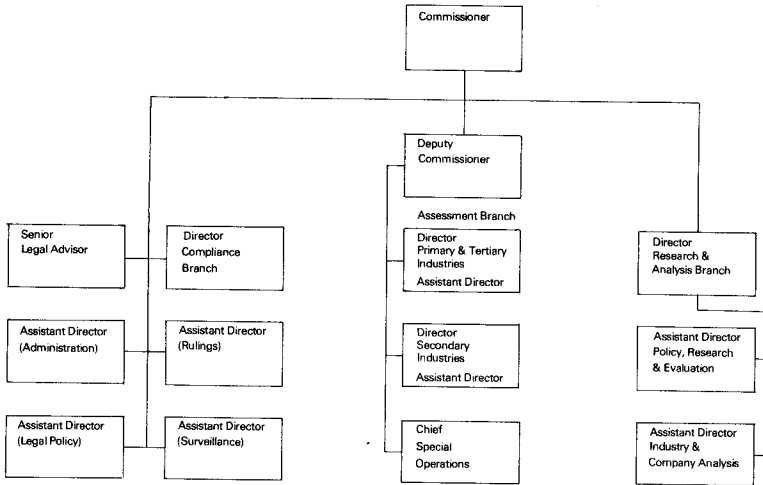 Commissioner
Deputy
Commissioner
Assessment Branch
Senior
Legal Advisor
Director
Compliance
Branch
Director
Primary & Tertiary
Industries
Assistant Director
Director
Research &
Analysis Branch
Assistant Director
(Administration)
Assistant Director
(Rulings)
Director
Secondary
Industries
Assistant Director
Assistant Director
Policy, Research
& Evaluation
Assistant Director
(Legal Policy)
Assistant Director
(Surveillance)
Chief
Special
Operations
Assistant Director
Industry &
Company Analysis